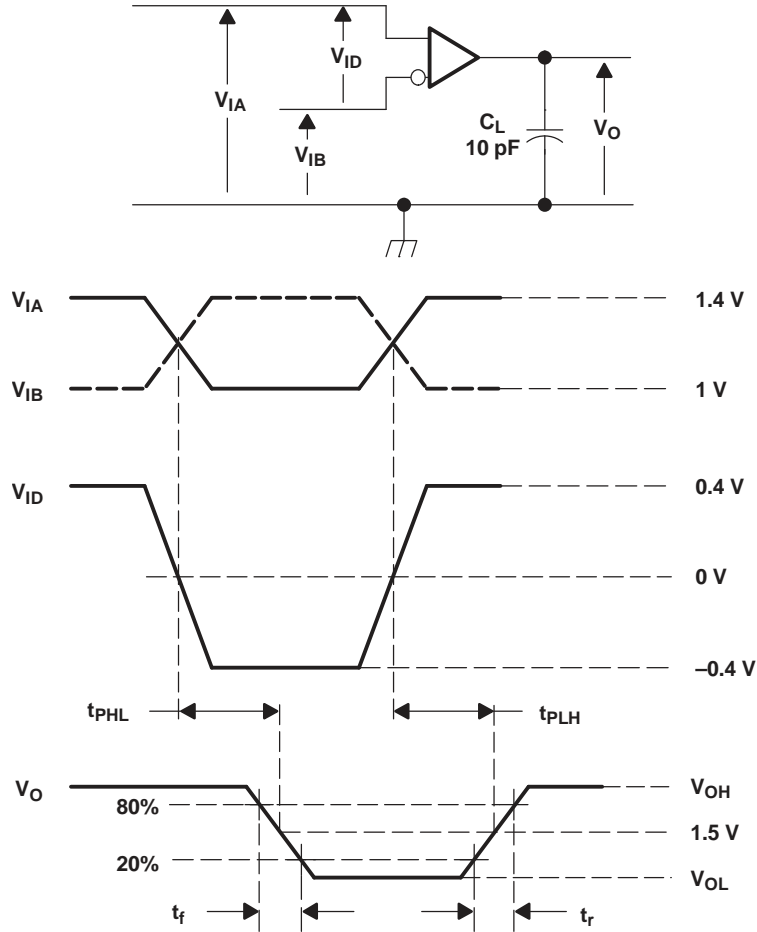 V_ID
V_IA
V_IB
C_L
10 pF
V_O
V_IA
1.4 V
V_IB
1 V
V_ID
0.4 V
0 V
–0.4 V
t_PHL
t_PLH
V_O
V_OH
80%
1.5 V
20%
V_OL
t_f
t_r